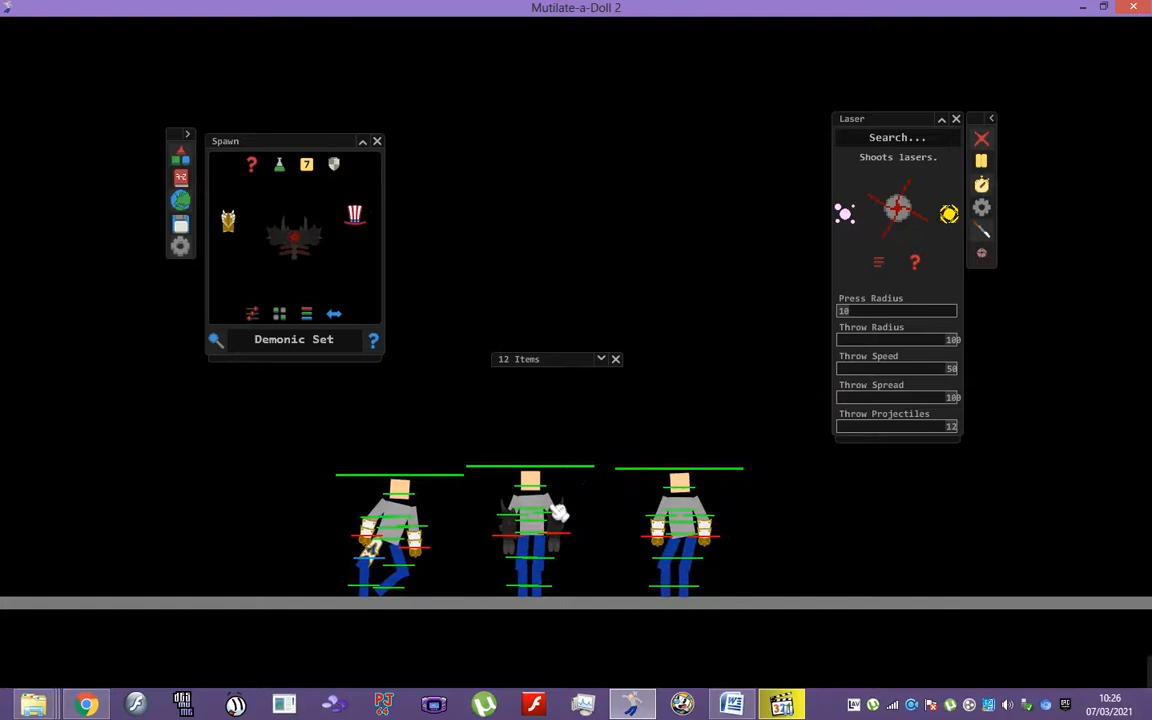 Mutilate-a-Doll 2
Spawn
7
Demonic Set
?
12 Items
Laser
Search...
Shoots lasers.
?
Press Radius
10
Throw Radius
100
Throw Speed
50
Throw Spread
100
Throw Projectiles
12
10:26
07/03/2021